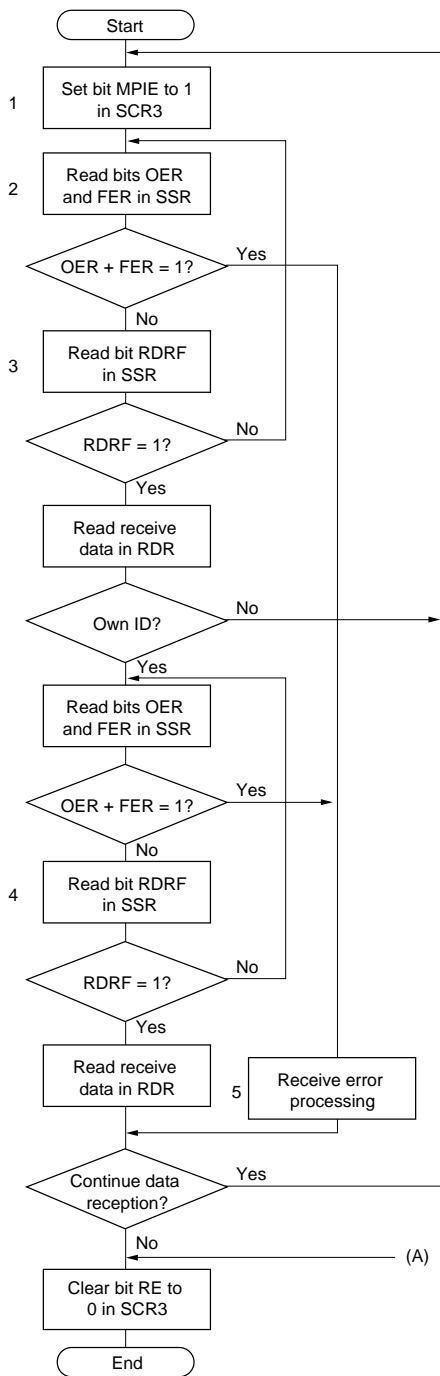 Start
1
Set bit MPIE to 1
in SCR3
2
Read bits OER
and FER in SSR
OER + FER = 1?
Yes
No
3
Read bit RDRF
in SSR
RDRF = 1?
No
Yes
Read receive
data in RDR
Own ID?
No
Yes
Read bits OER
and FER in SSR
OER + FER = 1?
Yes
No
4
Read bit RDRF
in SSR
RDRF = 1?
No
Yes
Read receive
data in RDR
5
Receive error
processing
Continue data
reception?
Yes
No
(A)
Clear bit RE to
0 in SCR3
End